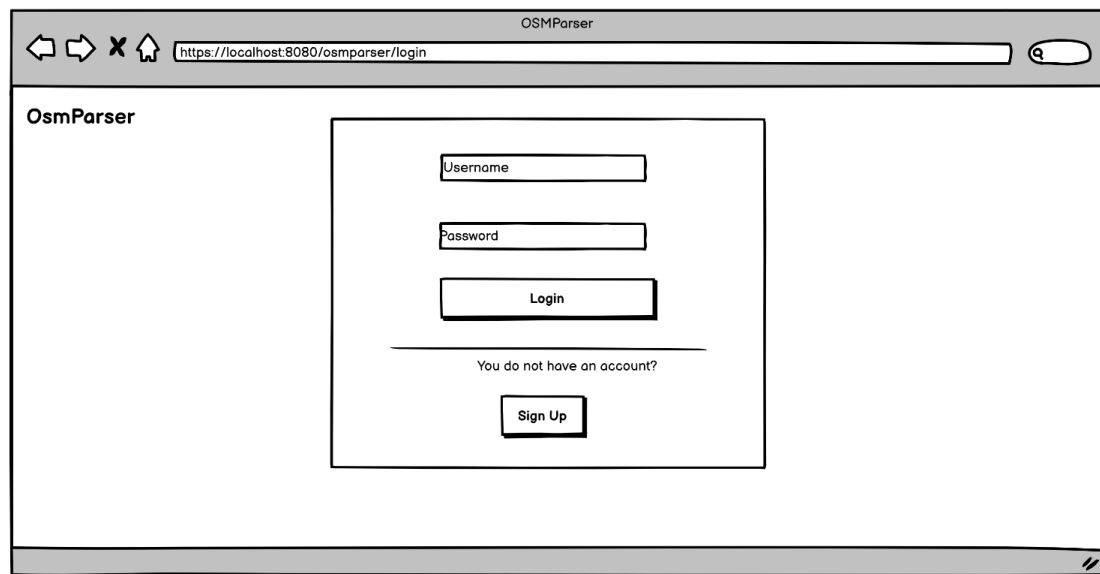 OSMParser
https://localhost:8080/osmparser/login
OsmParser
Username
Password
Login
You do not have an account?
Sign Up